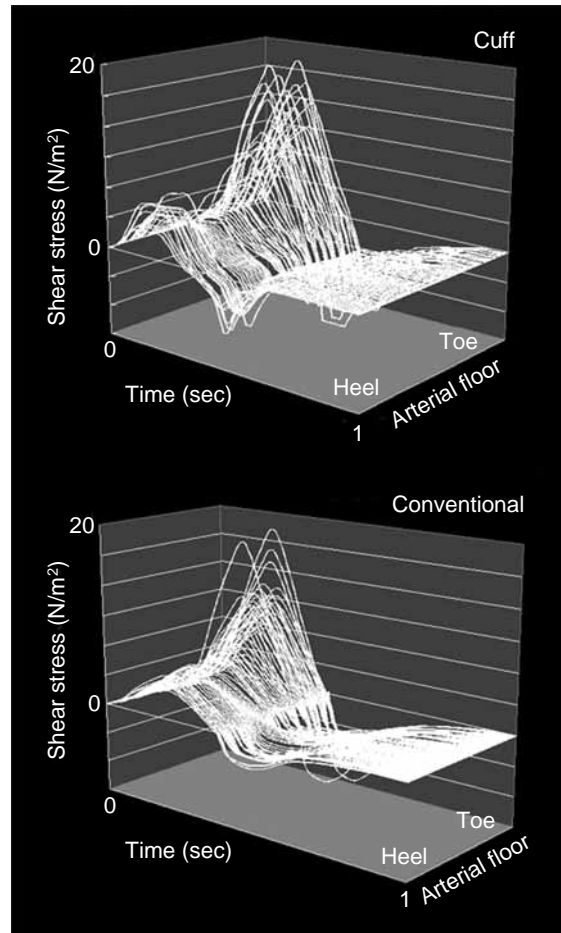 Cuff
20
Shear stress (N/m²)
0
0
Time (sec)
Toe
Heel
Arterial floor
1
Conventional
20
Shear stress (N/m²)
0
0
Time (sec)
Toe
Heel
1
Arterial floor